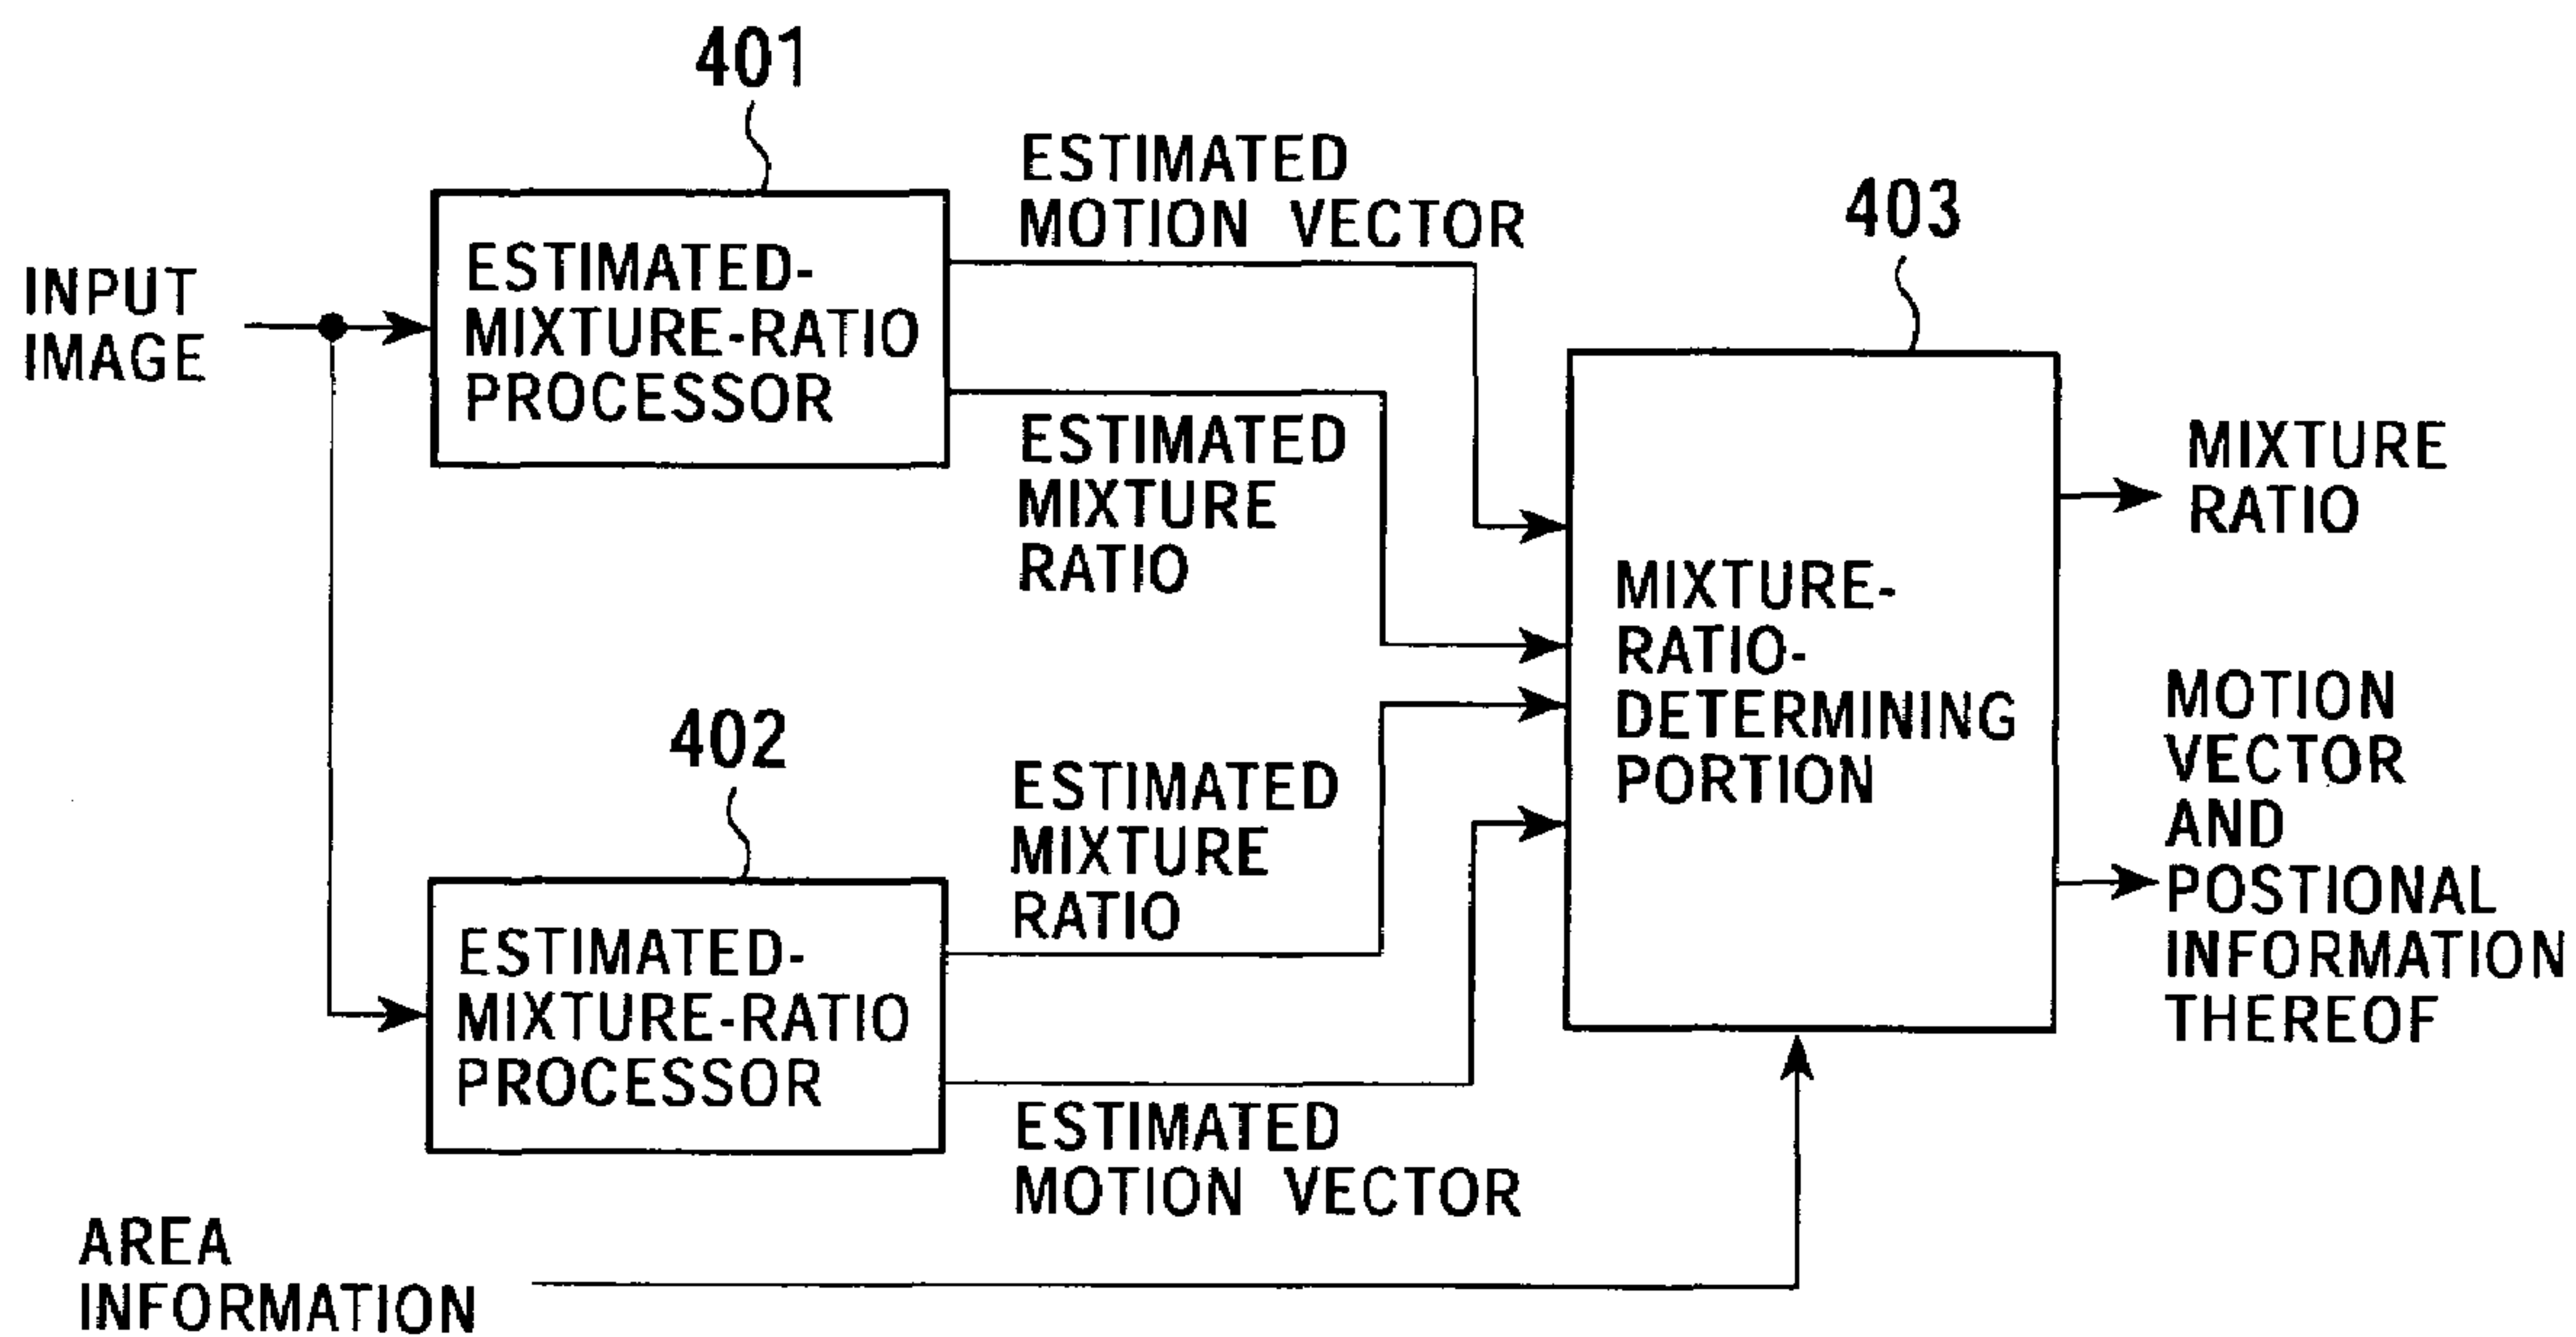 401
ESTIMATED
MOTION VECTOR
403
INPUT
IMAGE
ESTIMATED-
MIXTURE-RATIO
PROCESSOR
ESTIMATED
MIXTURE
RATIO
MIXTURE
RATIO
MIXTURE-
RATIO-
DETERMINING
PORTION
MOTION
VECTOR
AND
POSTIONAL
INFORMATION
THEREOF
402
ESTIMATED
MIXTURE
RATIO
ESTIMATED-
MIXTURE-RATIO
PROCESSOR
ESTIMATED
MOTION VECTOR
AREA
INFORMATION